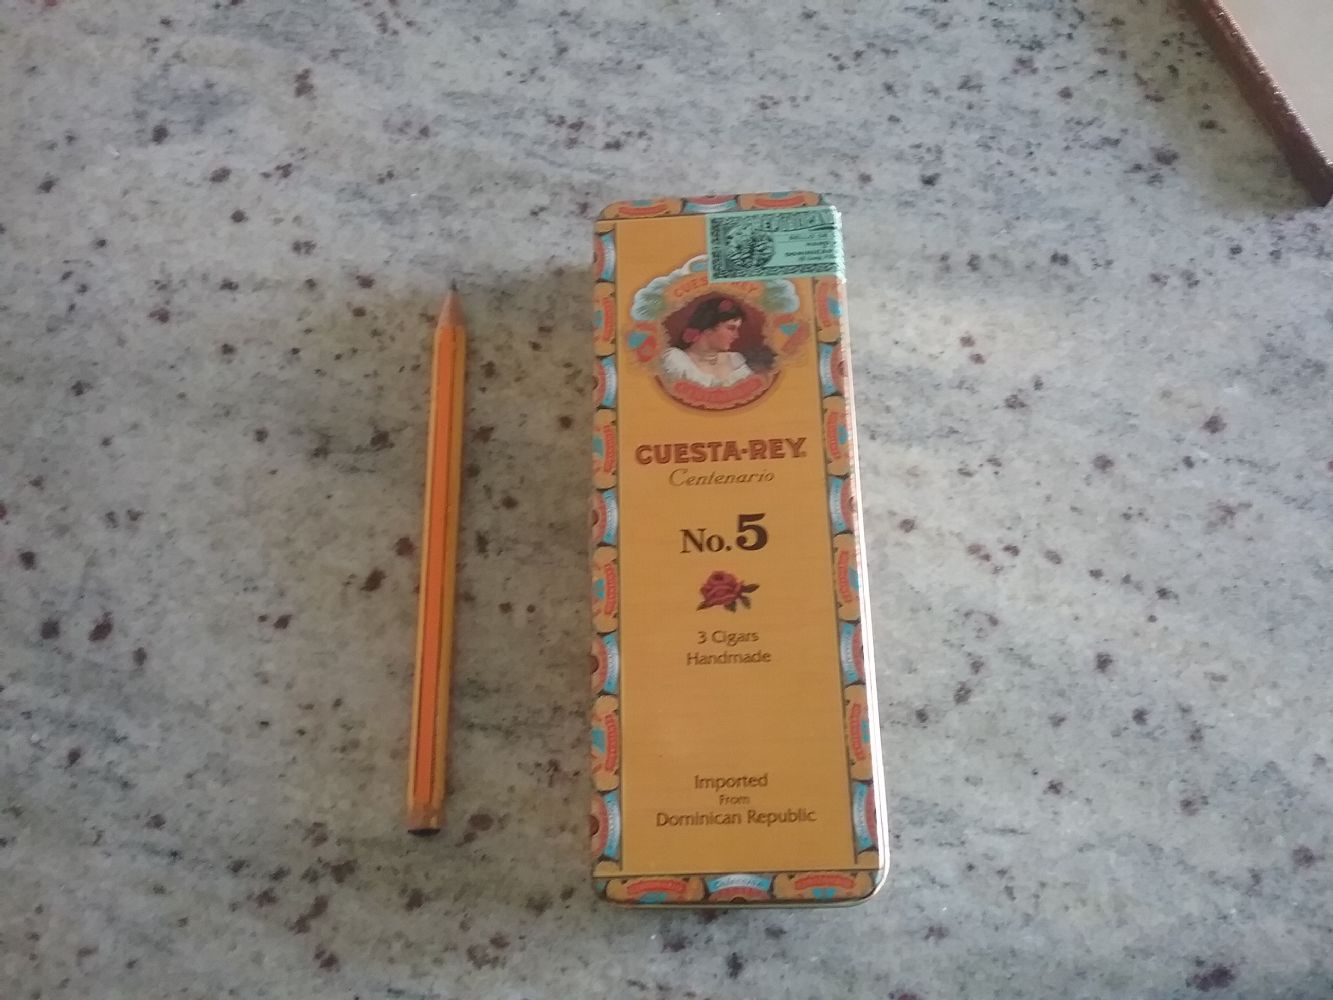 CUESTA-REY
Centenario
No. 5
3 Cigars
Handmade
Imported
From
Dominican Republic